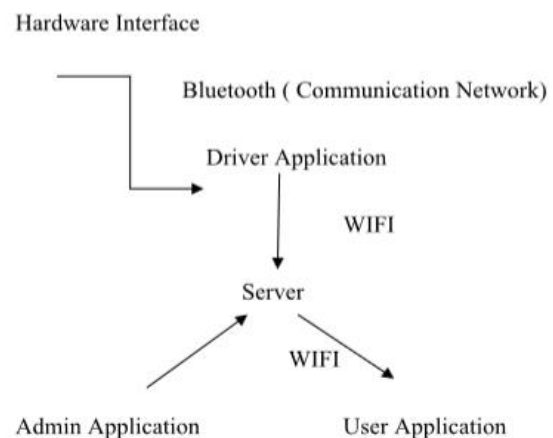 Hardware Interface
Bluetooth ( Communication Network)
Driver Application
WIFI
Server
WIFI
Admin Application
User Application